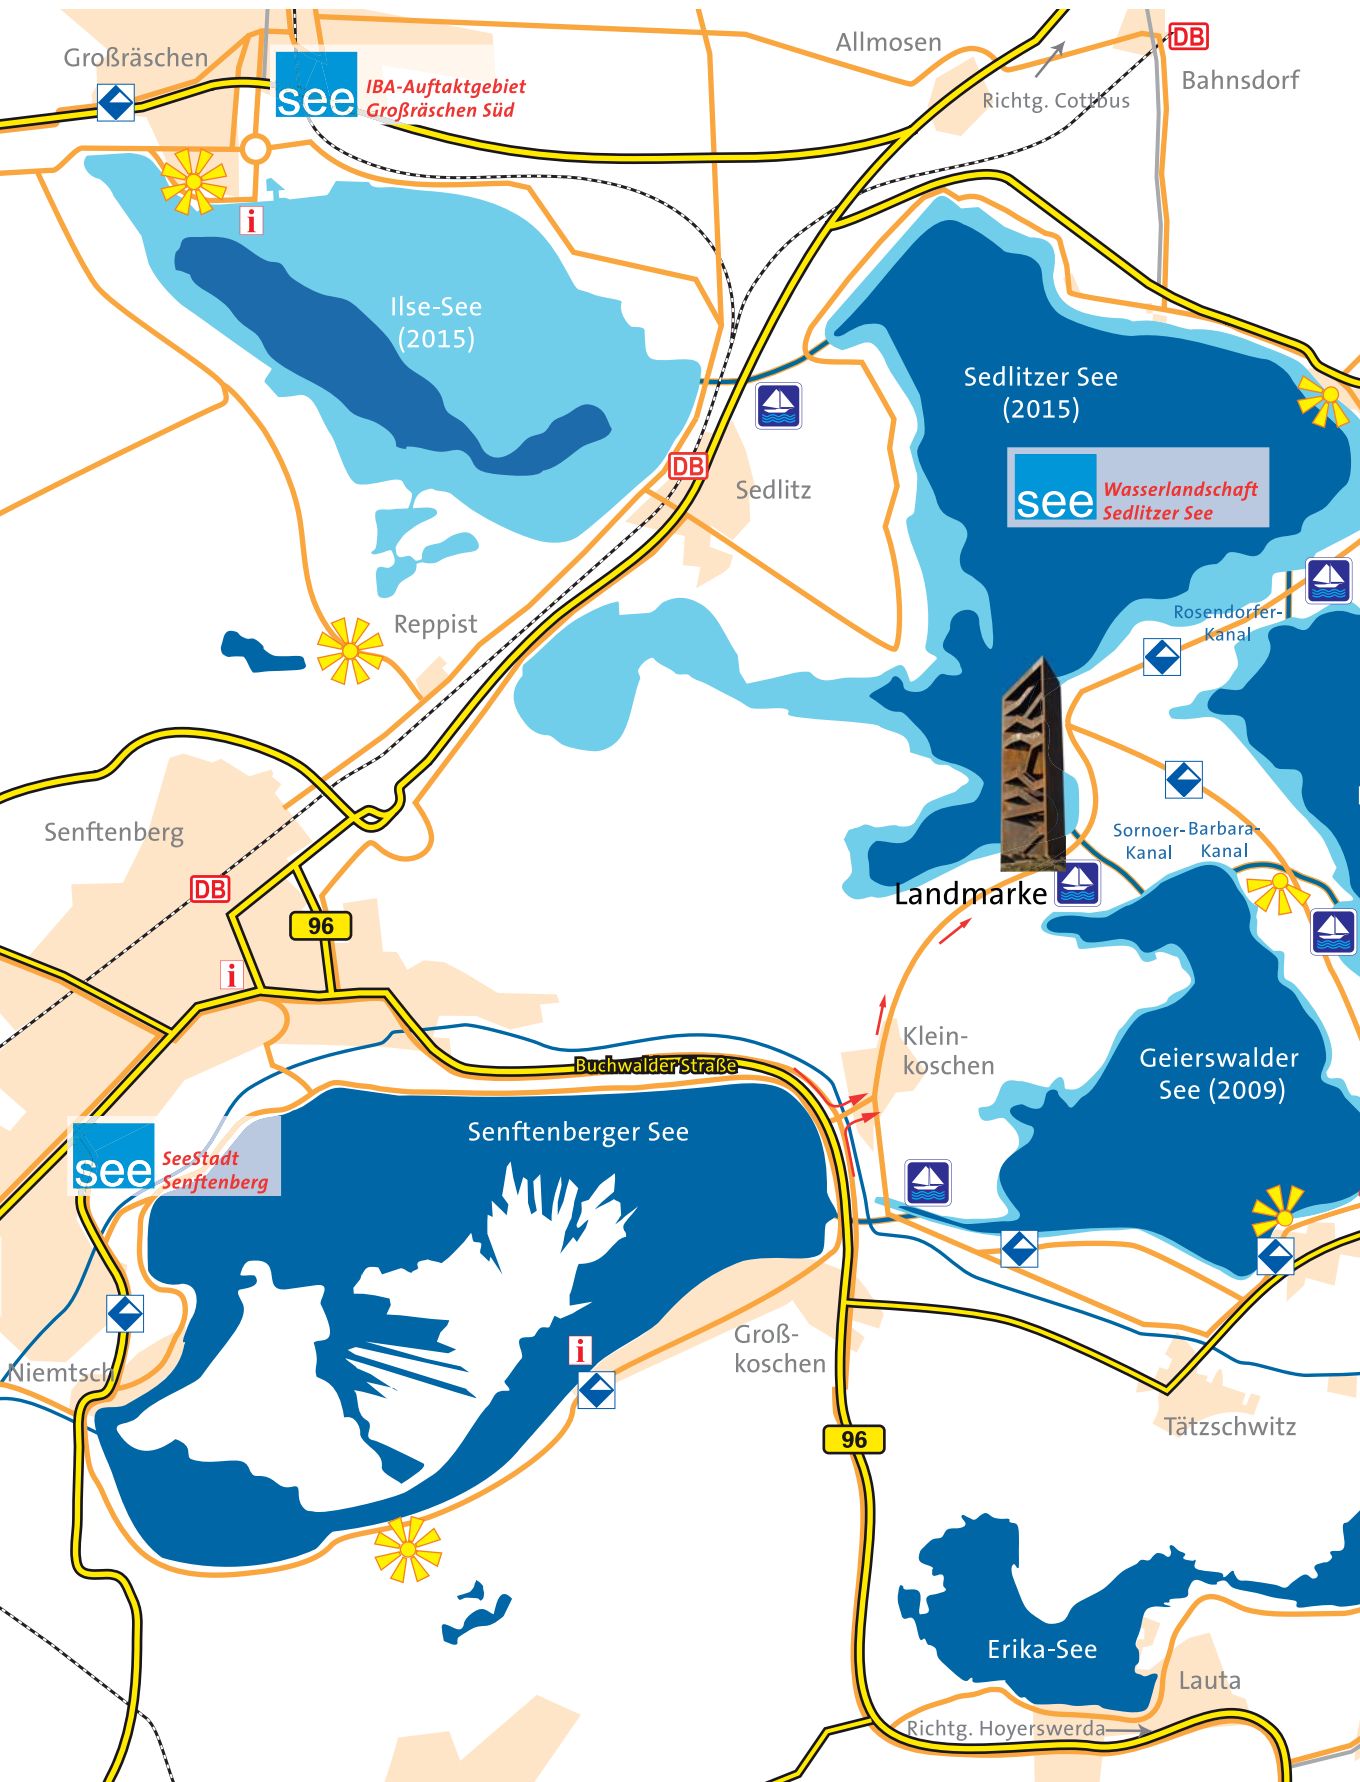 Großräschen
see
IBA-Auftaktgebiet
Großräschen Süd
Allmosen
DB
Bahnsdorf
Richtg. Cottbus
i
Ilse-See
(2015)
Sedlitzer See
(2015)
DB
Sedlitz
see
Wasserlandschaft
Sedlitzer See
Rosendorfer-
Kanal
Reppist
Senftenberg
Sornoer-
Kanal
Barbara-
Kanal
DB
Landmarke
96
i
Klein-
koschen
Buchwalder Straße
Geierswalder
See (2009)
Senftenberger See
see
SeeStadt
Senftenberg
i
Groß-
koschen
Niemtsch
96
Tätzschwitz
Erika-See
Lauta
Richtg. Hoyerswerda